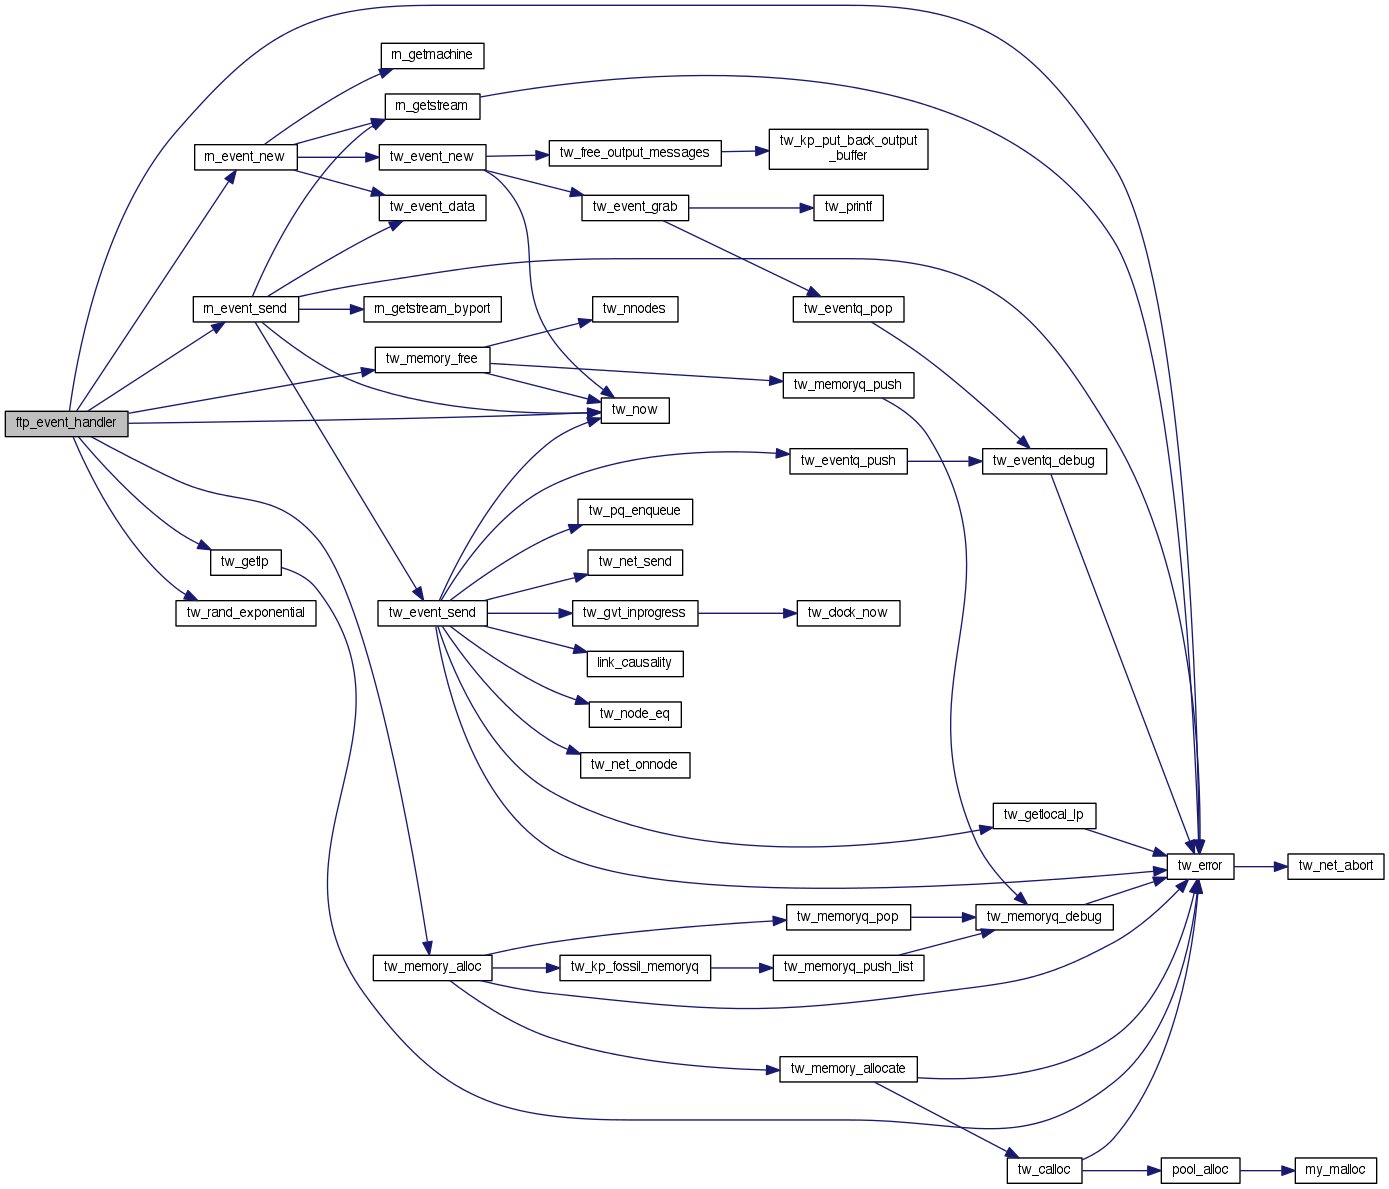 rn_getmachine
rn_getstream
tw_kp_put_back_output
_buffer
rn_event_new
tw_event_new
tw_free_output_messages
tw_event_data
tw_event_grab
tw_printf
rn_event_send
rn_getstream_byport
tw_nnodes
tw_eventq_pop
tw_memory_free
tw_memoryq_push
tw_now
ftp_event_handler
tw_eventq_push
tw_eventq_debug
tw_pq_enqueue
tw_getlp
tw_net_send
tw_rand_exponential
tw_event_send
tw_gvt_inprogress
tw_clock_now
link_causality
tw_node_eq
tw_net_onnode
tw_getlocal_lp
tw_error
tw_net_abort
tw_memoryq_pop
tw_memoryq_debug
tw_memory_alloc
tw_kp_fossil_memoryq
tw_memoryq_push_list
tw_memory_allocate
tw_calloc
pool_alloc
my_malloc